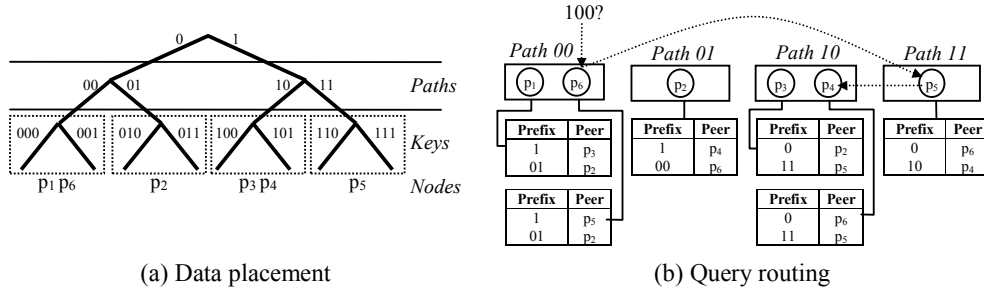 0 1
00 01 10 11 Paths
000 001 010 011 100 101 110 111 Keys
p1 p6 p2 p3 p4 p5 Nodes
(a) Data placement
100?
Path 00 Path 01 Path 10 Path 11
p1 p6 p2 p3 p4 p5
Prefix Peer
1 p3
01 p2
Prefix Peer
1 p5
01 p2
Prefix Peer
1 p4
00 p6
Prefix Peer
0 p2
11 p5
Prefix Peer
0 p6
11 p5
Prefix Peer
0 p6
10 p4
(b) Query routing